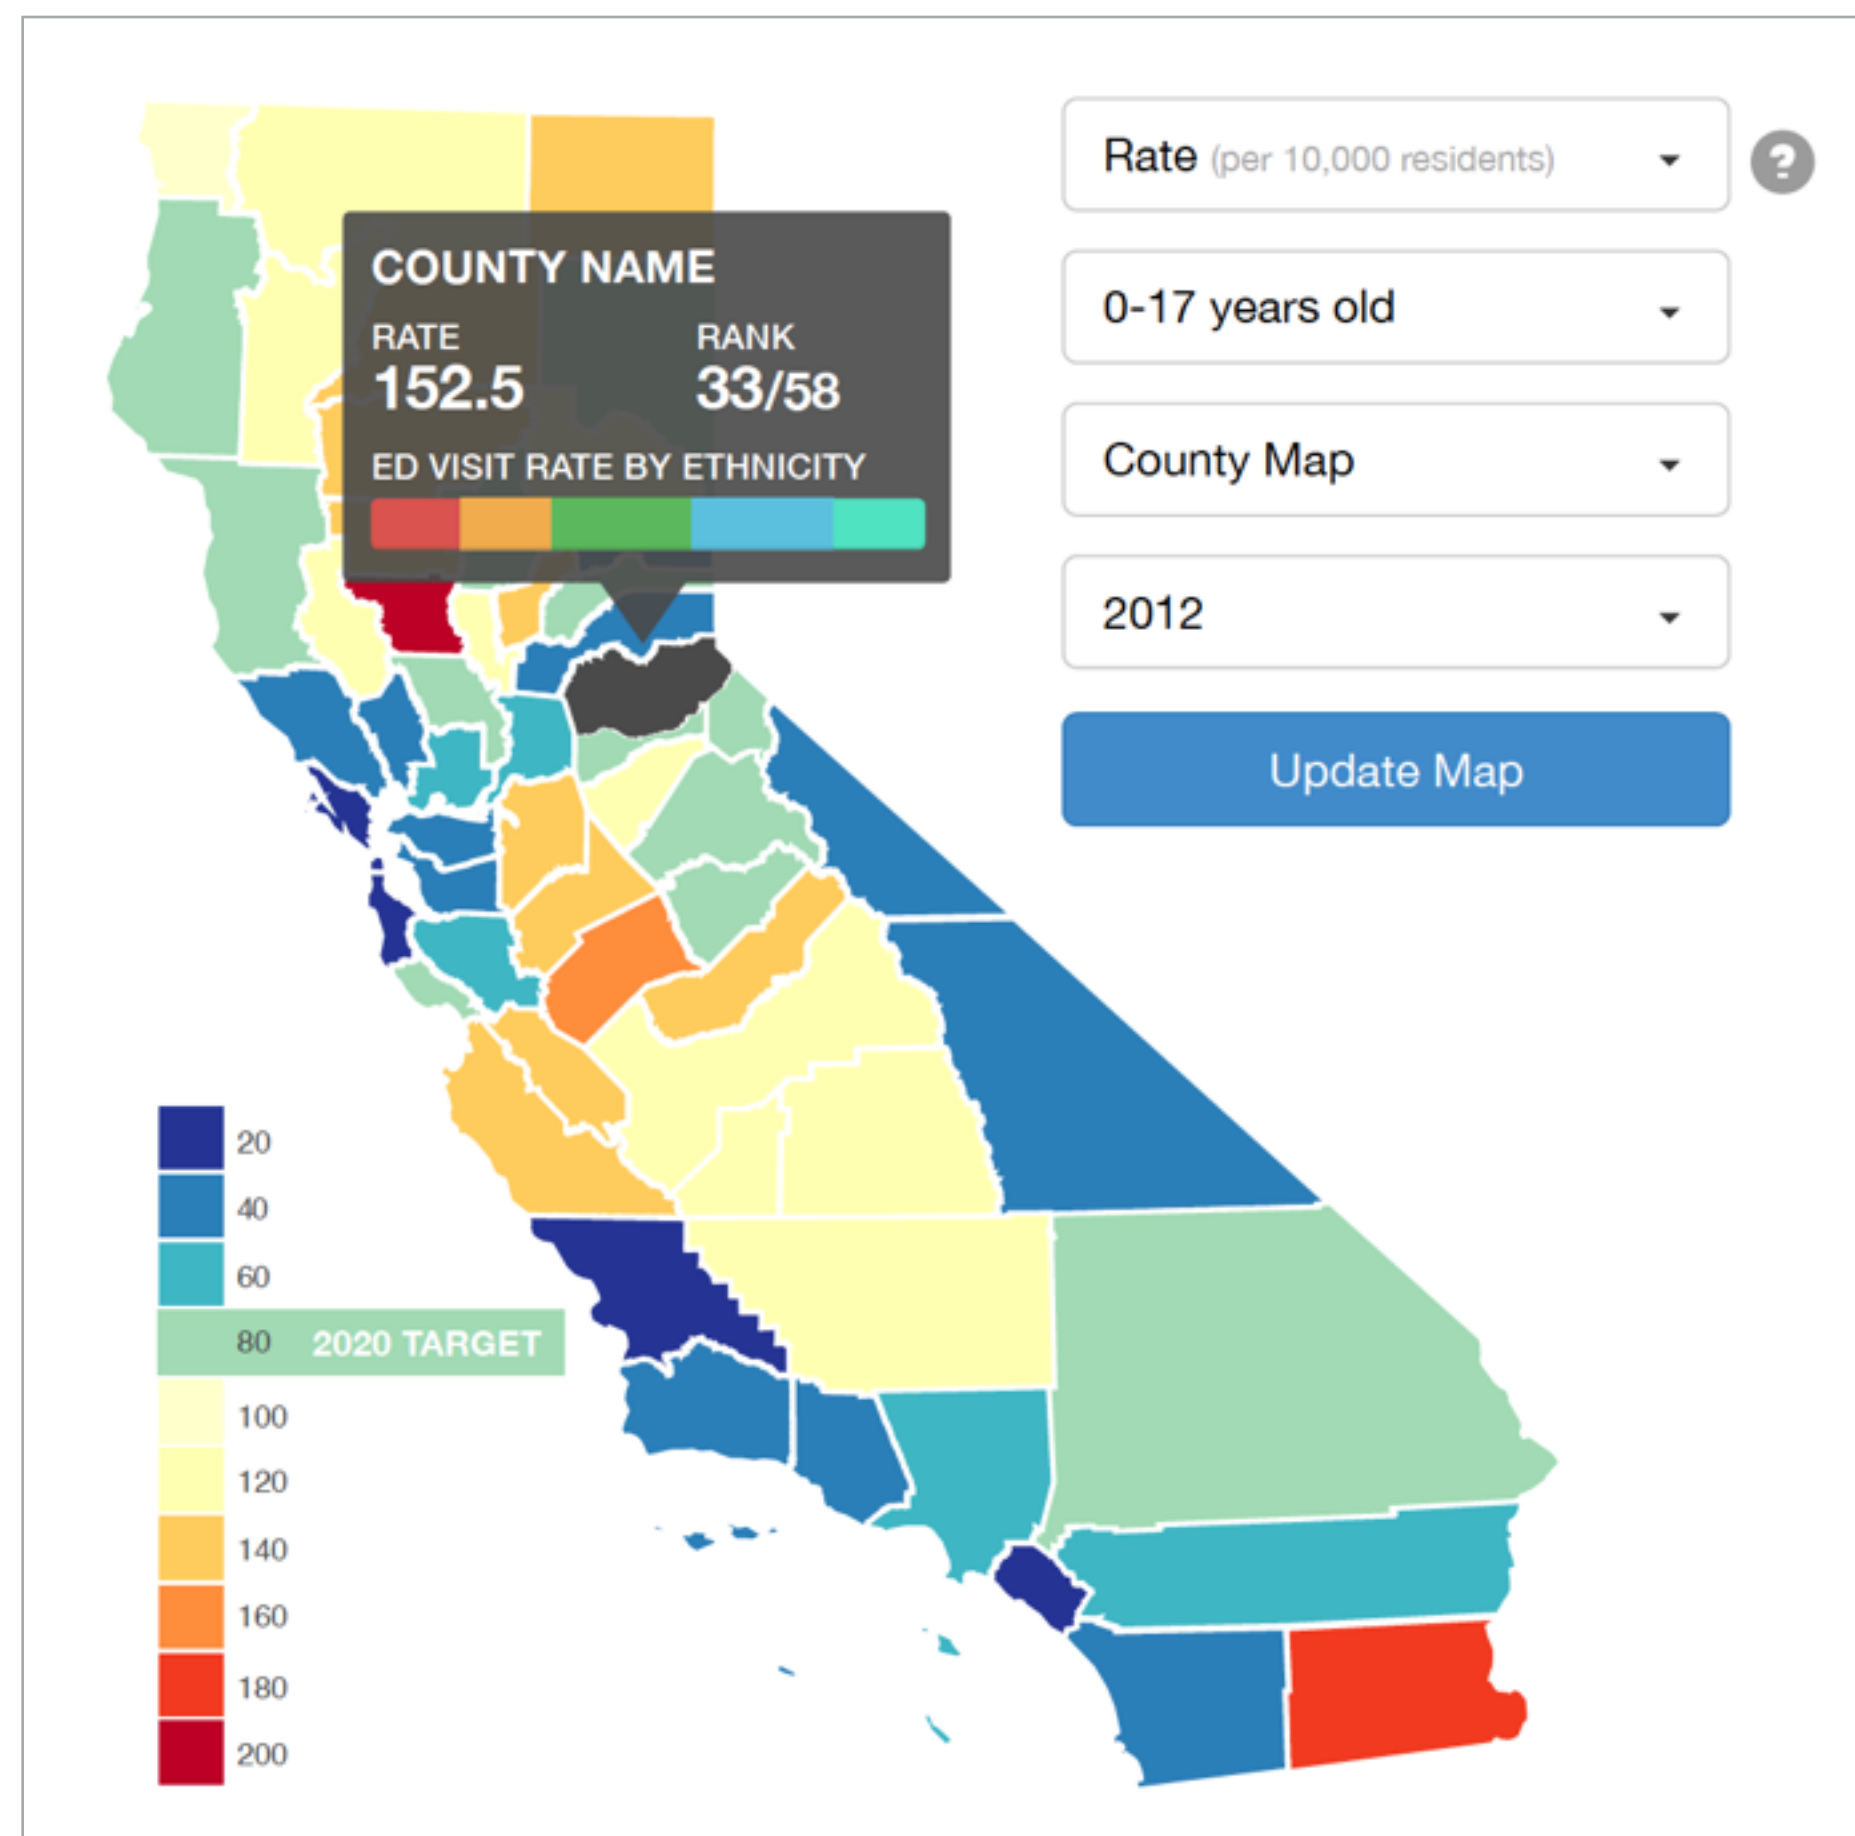 Rate (per 10,000 residents)
?
0-17 years old
County Map
2012
Update Map
COUNTY NAME
RATE RANK
152.5 33/58
ED VISIT RATE BY ETHNICITY
20
40
60
80 2020 TARGET
100
120
140
160
180
200